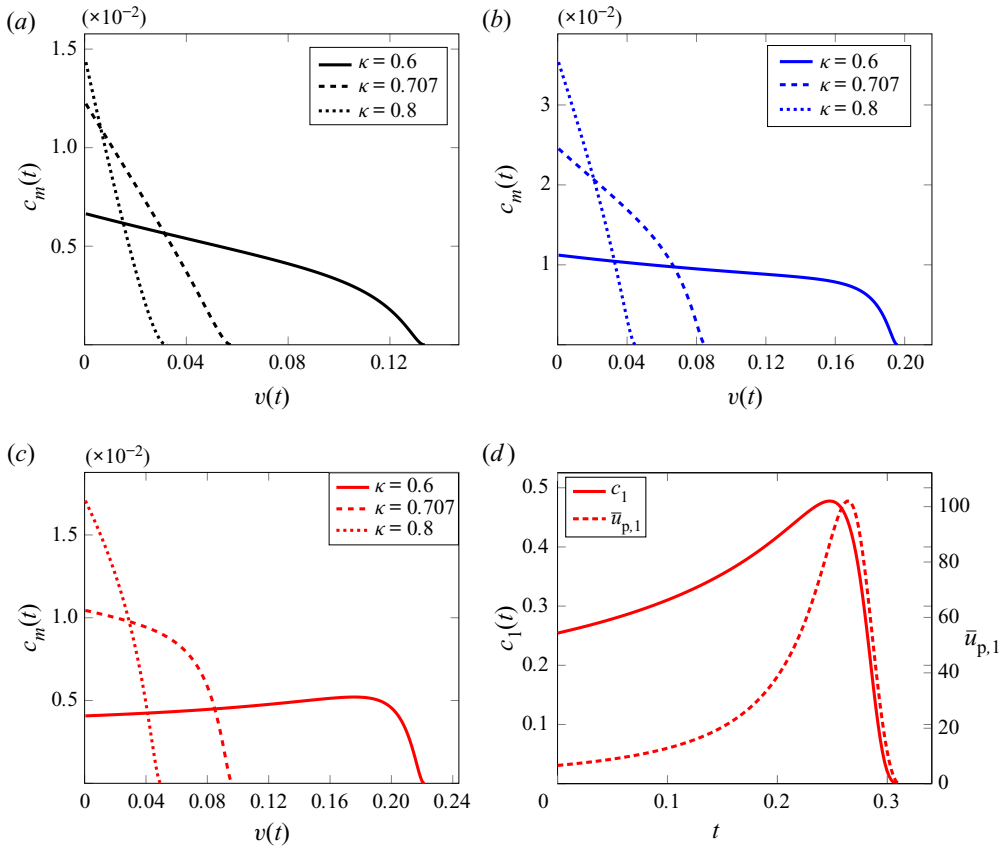 (a)
(×10⁻²)
1.5
1.0
0.5
c_m(t)
κ = 0.6
κ = 0.707
κ = 0.8
0 0.04 0.08 0.12
v(t)
(b)
(×10⁻²)
3
2
1
c_m(t)
κ = 0.6
κ = 0.707
κ = 0.8
0 0.04 0.08 0.12 0.16 0.20
v(t)
(c)
(×10⁻²)
1.5
1.0
0.5
c_m(t)
κ = 0.6
κ = 0.707
κ = 0.8
0 0.04 0.08 0.12 0.16 0.20 0.24
v(t)
(d)
0.5
0.4
0.3
0.2
0.1
c₁(t)
c₁
u̅p,1
100
80
60
40
20
0
u̅p,1
0 0.1 0.2 0.3
t